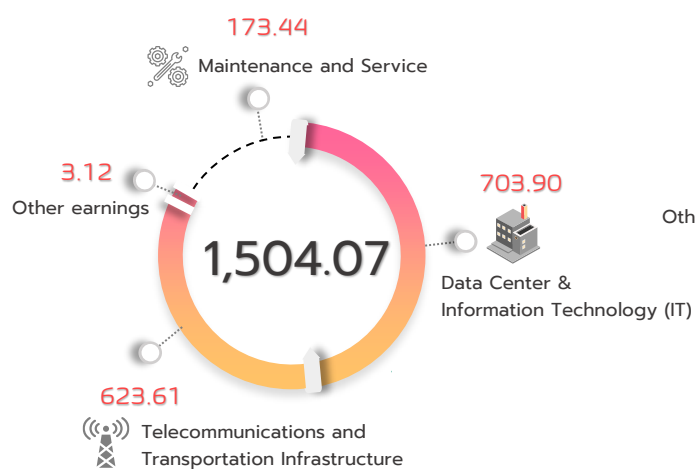 173.44
Maintenance and Service
3.12
Other earnings
703.90
Oth
1,504.07
Data Center &
Information Technology (IT)
623.61
Telecommunications and
Transportation Infrastructure